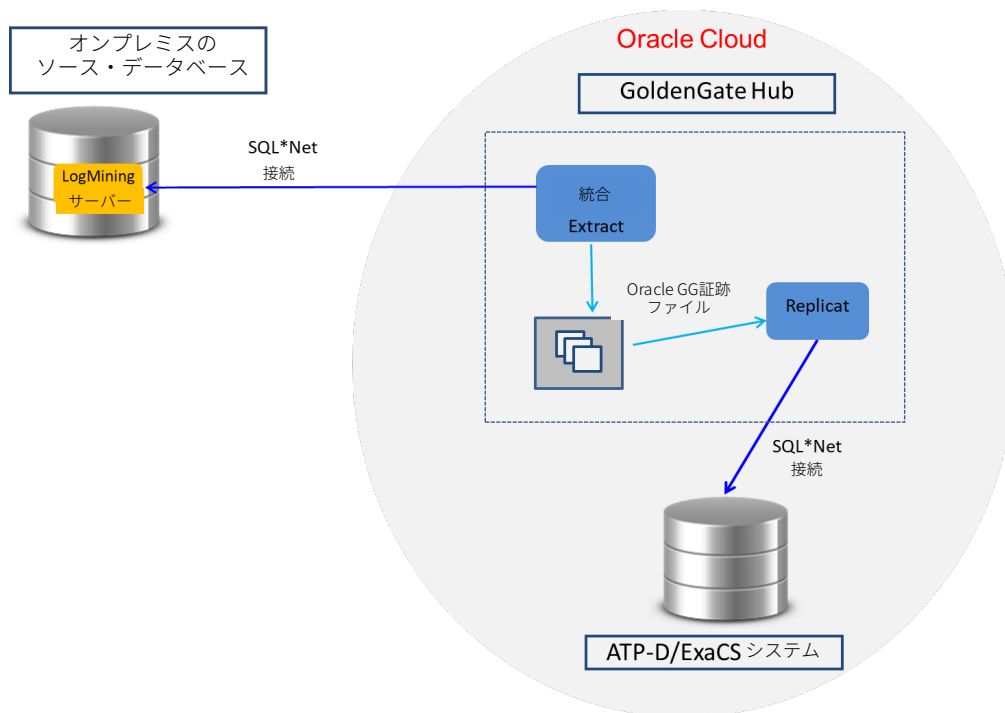 オンプレミスの
ソース・データベース
LogMining
サーバー
SQL*Net
接続
Oracle Cloud
GoldenGate Hub
統合
Extract
Oracle GG証跡
ファイル
Replicat
SQL*Net
接続
ATP-D/ExaCS システム